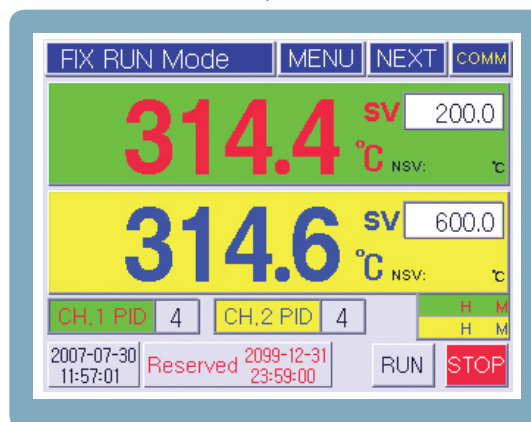 FIX RUN Mode MENU NEXT COMM
314.4 SV 200.0
°C NSV: °C
314.6 SV 600.0
°C NSV: °C
CH,1 PID 4 CH,2 PID 4 H M
H M
2007-07-30
11:57:01
Reserved 2099-12-31
23:59:00
RUN STOP